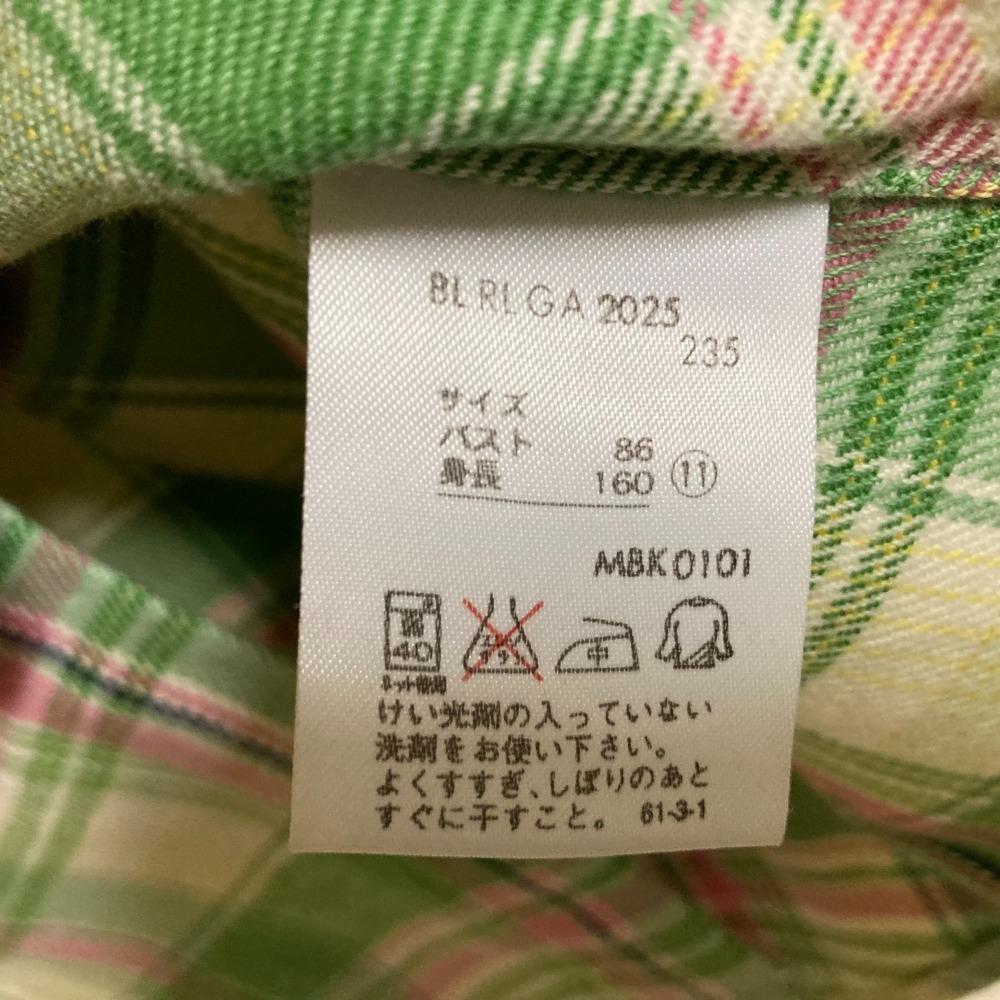 BL RL GA 2025
235
サイズ
バスト 86
身長 160 ⑪
MBK0101
40
中
ネット使用
けい光剤の入っていない
洗剤をお使い下さい。
よくすすぎ、しぼりのあと
すぐに干すこと。 61-3-1